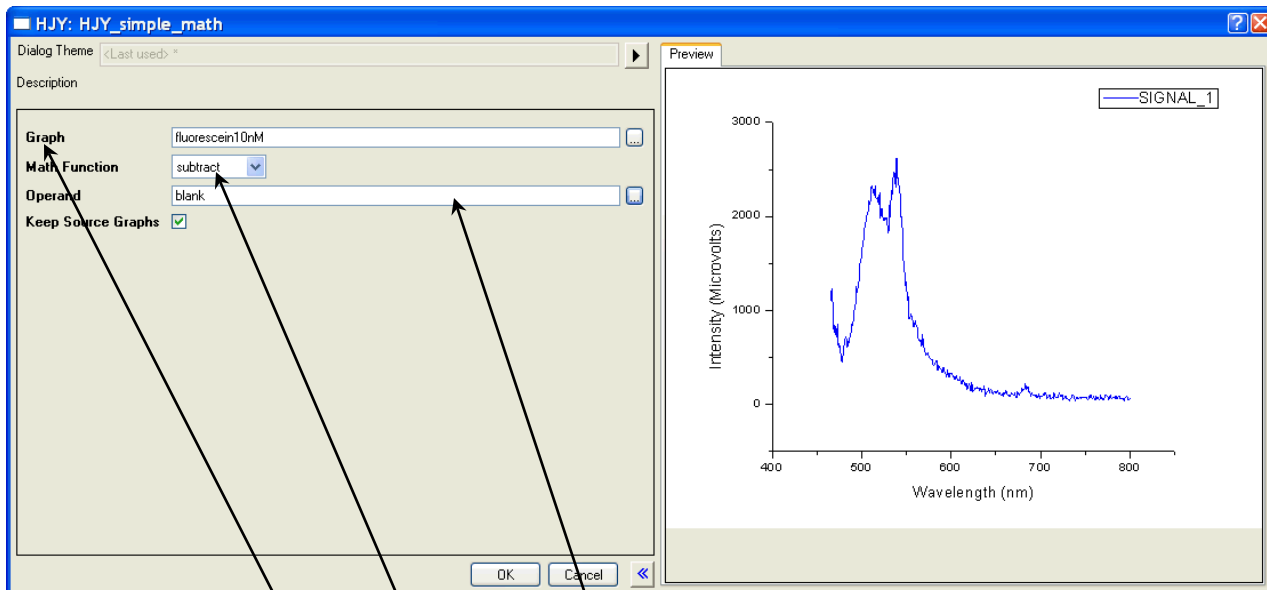 HJY: HJY_simple_math
Dialog Theme <Last used> *
Description
Graph fluorescein10nM ...
Math Function subtract
Operand blank ...
Keep Source Graphs
OK Cancel
Preview
SIGNAL_1
3000
2000
1000
0
Intensity (Microvolts)
400 500 600 700 800
Wavelength (nm)